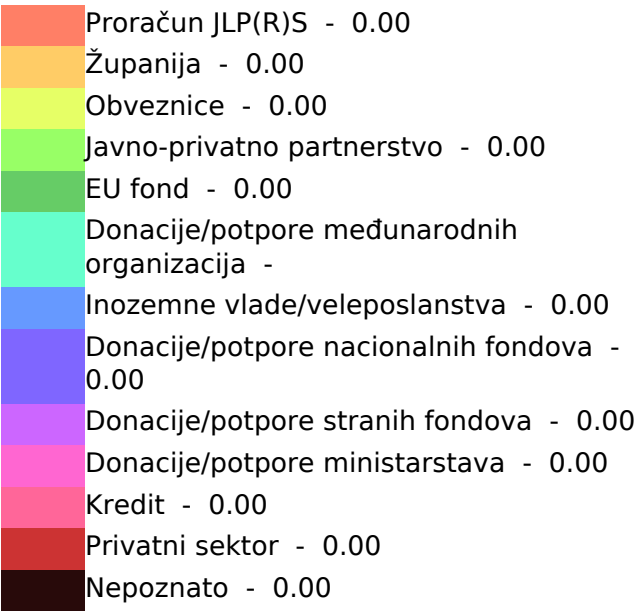 Proračun JLP(R)S - 0.00
Županija - 0.00
Obveznice - 0.00
Javno-privatno partnerstvo - 0.00
EU fond - 0.00
Donacije/potpore međunarodnih
organizacija -
Inozemne vlade/veleposlanstva - 0.00
Donacije/potpore nacionalnih fondova -
0.00
Donacije/potpore stranih fondova - 0.00
Donacije/potpore ministarstava - 0.00
Kredit - 0.00
Privatni sektor - 0.00
Nepoznato - 0.00